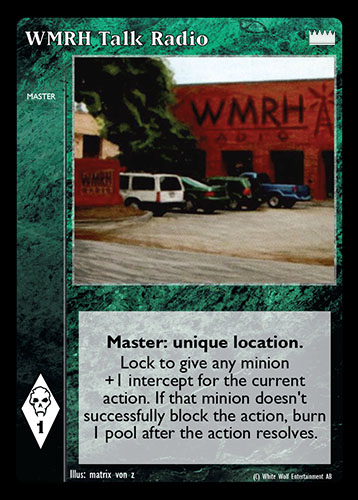 WMRH Talk Radio
MASTER
WMRH
RADIO
WMRH
RADIO
Master: unique location.
Lock to give any minion
+1 intercept for the current
action. If that minion doesn't
successfully block the action, burn
1 pool after the action resolves.
1
Illus: matrix von z
(C) White Wolf Entertainment AB